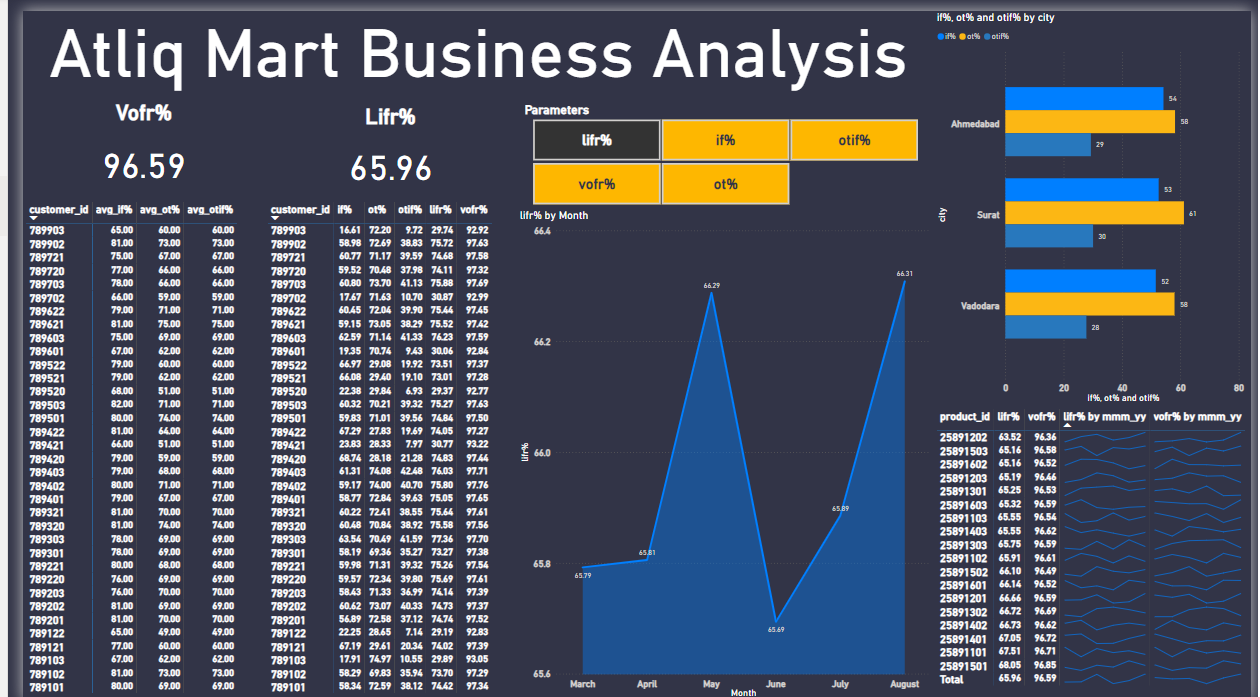 Atliq Mart Business Analysis
Vofr%
96.59
Lifr%
65.96
customer_id avg_if% avg_ot% avg_otif%
789903 65.00 60.00 60.00
789902 81.00 73.00 73.00
789721 75.00 67.00 67.00
789720 77.00 66.00 66.00
789703 78.00 66.00 66.00
789702 66.00 59.00 59.00
789622 79.00 71.00 71.00
789621 81.00 75.00 75.00
789603 75.00 69.00 69.00
789601 67.00 62.00 62.00
789522 79.00 60.00 60.00
789521 79.00 62.00 62.00
789520 68.00 51.00 51.00
789503 82.00 71.00 71.00
789501 80.00 74.00 74.00
789422 81.00 64.00 64.00
789421 66.00 51.00 51.00
789420 79.00 59.00 59.00
789403 79.00 68.00 68.00
789402 80.00 71.00 71.00
789401 79.00 67.00 67.00
789321 81.00 70.00 70.00
789320 81.00 74.00 74.00
789303 78.00 69.00 69.00
789301 78.00 69.00 69.00
789221 80.00 68.00 68.00
789220 76.00 69.00 69.00
789203 76.00 70.00 70.00
789202 81.00 69.00 69.00
789201 81.00 70.00 70.00
789122 65.00 49.00 49.00
789121 77.00 60.00 60.00
789103 67.00 62.00 62.00
789102 81.00 73.00 73.00
789101 80.00 69.00 69.00
customer_id if% ot% otif% lifr% vofr%
789903 16.61 72.20 9.72 29.74 92.92
789902 58.98 72.69 38.83 75.72 97.63
789721 60.77 71.17 39.59 74.68 97.58
789720 59.52 70.48 37.98 74.11 97.32
789703 60.80 73.70 41.13 75.88 97.69
789702 17.67 71.63 10.70 30.87 92.99
789622 60.45 72.04 39.90 75.44 97.65
789621 59.15 73.05 38.29 75.52 97.42
789603 62.59 71.14 41.33 76.23 97.59
789601 19.35 70.74 9.43 30.06 92.84
789522 66.97 29.08 19.92 73.51 97.37
789521 66.08 29.40 19.10 73.01 97.28
789520 22.38 29.84 6.93 29.37 92.77
789503 60.32 70.21 39.32 75.27 97.63
789501 59.83 71.01 39.56 74.84 97.50
789422 67.29 27.83 19.69 74.05 97.27
789421 23.83 28.33 7.97 30.77 93.22
789420 68.74 28.18 21.28 74.83 97.44
789403 61.31 74.08 42.48 76.03 97.71
789402 59.17 74.00 40.70 75.80 97.76
789401 58.77 72.84 39.63 75.05 97.65
789321 60.22 72.41 38.55 75.64 97.61
789320 60.48 70.84 38.92 75.58 97.56
789303 63.54 70.49 41.59 77.36 97.70
789301 58.19 69.36 35.27 73.27 97.38
789221 59.98 71.31 39.32 75.26 97.54
789220 59.57 72.34 39.80 75.69 97.61
789203 58.43 71.33 36.99 74.14 97.39
789202 60.62 73.07 40.33 74.73 97.37
789201 56.89 72.58 37.12 74.74 97.52
789122 22.25 28.65 7.14 29.19 92.83
789121 67.19 29.61 20.34 74.02 97.39
789103 17.91 74.97 10.55 29.89 93.05
789102 58.29 69.83 35.94 73.70 97.29
789101 58.34 72.59 38.12 74.42 97.34
Parameters
lifr% if% otif%
vofr% ot%
lifr% by Month
lifr%
66.4
66.2
66.0
65.8
65.6
65.79
65.81
66.29
65.69
65.89
66.31
March April May June July August
Month
if%, ot% and otif% by city
if% ot% otif%
city
Ahmedabad
54
58
29
Surat
53
61
30
Vadodara
52
58
28
0 20 40 60 80
if%, ot% and otif%
product_id lifr% vofr% lifr% by mmm_yy vofr% by mmm_yy
25891202 63.52 96.36
25891503 65.16 96.58
25891602 65.16 96.52
25891203 65.19 96.46
25891301 65.25 96.53
25891603 65.32 96.59
25891103 65.55 96.54
25891403 65.55 96.62
25891303 65.75 96.59
25891102 65.91 96.61
25891502 66.10 96.49
25891601 66.14 96.52
25891201 66.66 96.59
25891302 66.72 96.69
25891402 66.73 96.62
25891401 67.05 96.72
25891101 67.51 96.71
25891501 68.05 96.85
Total 65.96 96.59